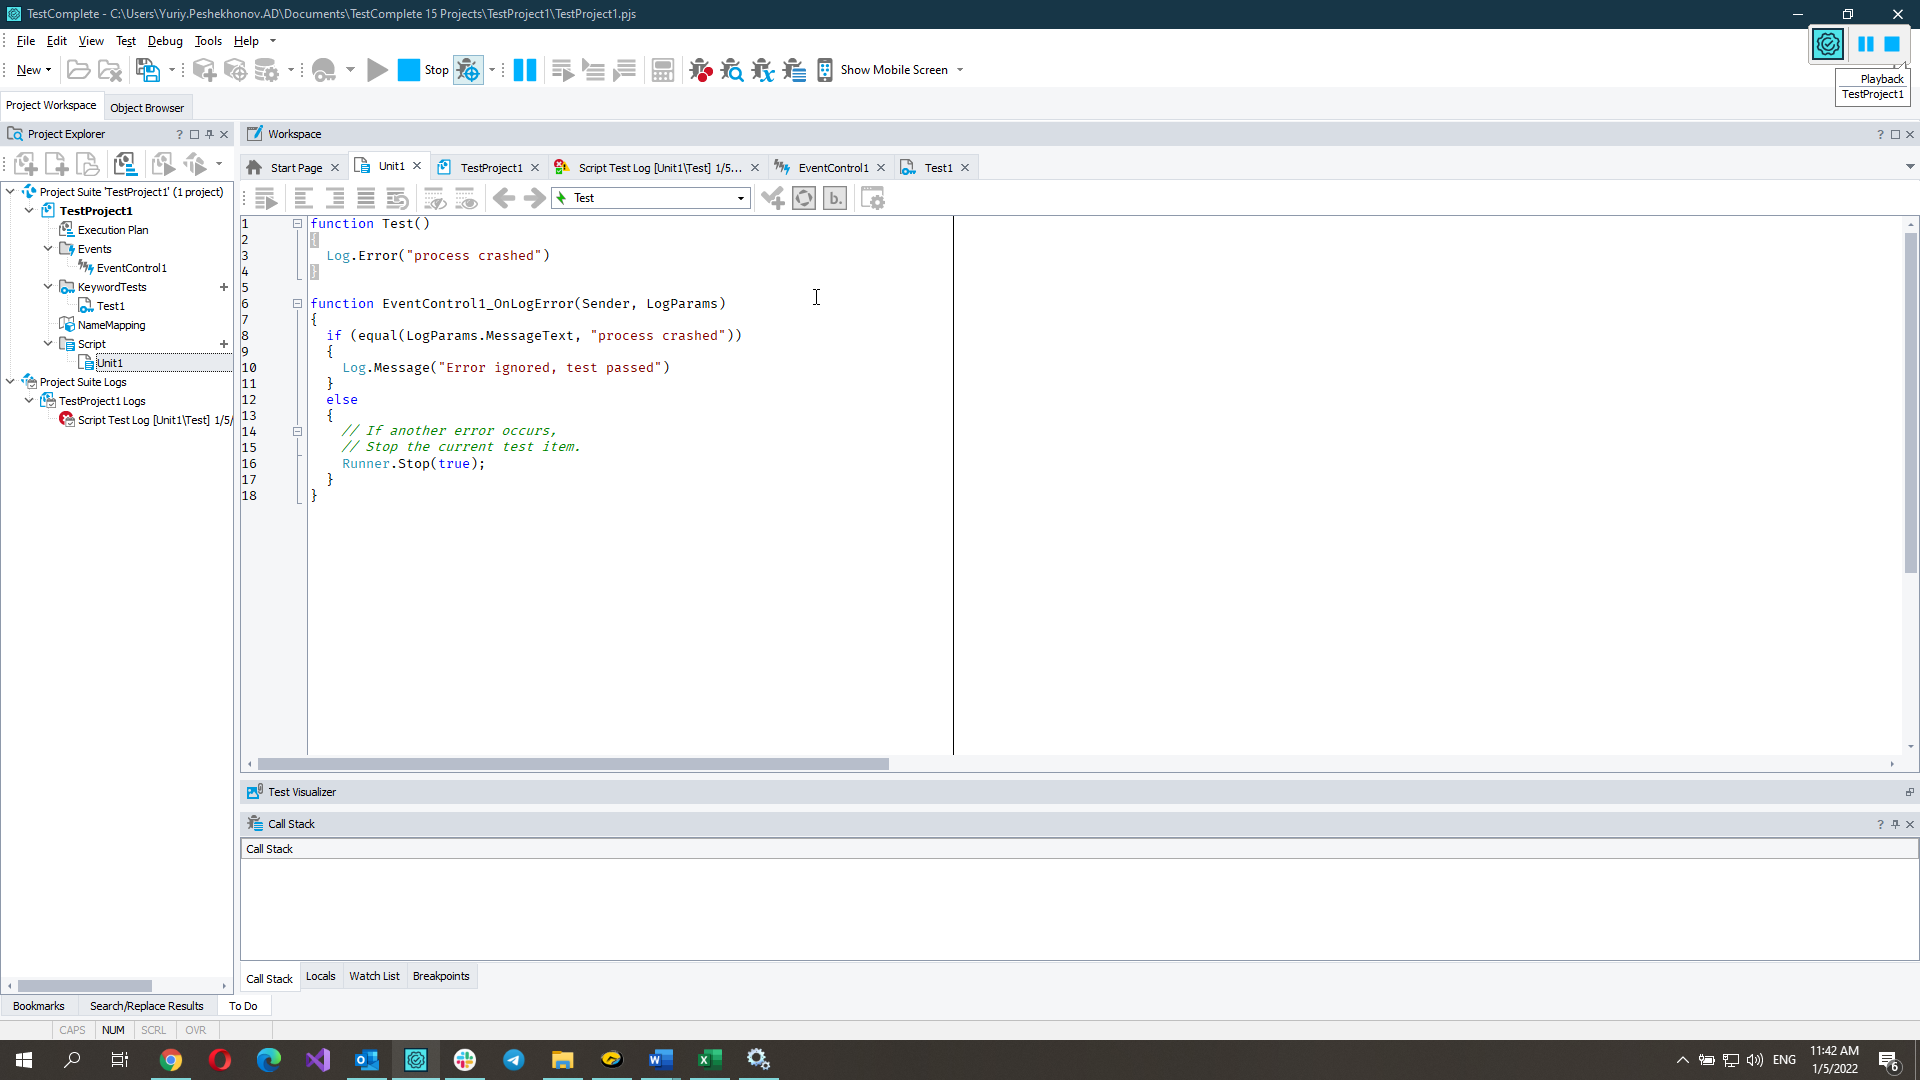 TestComplete - C:\Users\Yuriy.Peshekhonov.AD\Documents\TestComplete 15 Projects\TestProject1\TestProject1.pjs
File Edit View Test Debug Tools Help
New Stop Show Mobile Screen
Playback
TestProject1
Project Workspace Object Browser
Project Explorer ?
Workspace ?
Start Page Unit1 TestProject1 Script Test Log [Unit1\Test] 1/5... EventControl1 Test1
Test b.
Project Suite 'TestProject1' (1 project)
TestProject1
Execution Plan
Events
EventControl1
KeywordTests
Test1
NameMapping
Script
Unit1
Project Suite Logs
TestProject1 Logs
Script Test Log [Unit1\Test] 1/5/
1 function Test()
2 {
3 Log.Error("process crashed")
4 }
5
6 function EventControl1_OnLogError(Sender, LogParams)
7 {
8 if (equal(LogParams.MessageText, "process crashed"))
9 {
10 Log.Message("Error ignored, test passed")
11 }
12 else
13 {
14 // If another error occurs,
15 // Stop the current test item.
16 Runner.Stop(true);
17 }
18 }
Test Visualizer
Call Stack ?
Call Stack
Call Stack Locals Watch List Breakpoints
Bookmarks Search/Replace Results To Do
CAPS NUM SCRL OVR
ENG 11:42 AM
1/5/2022
6